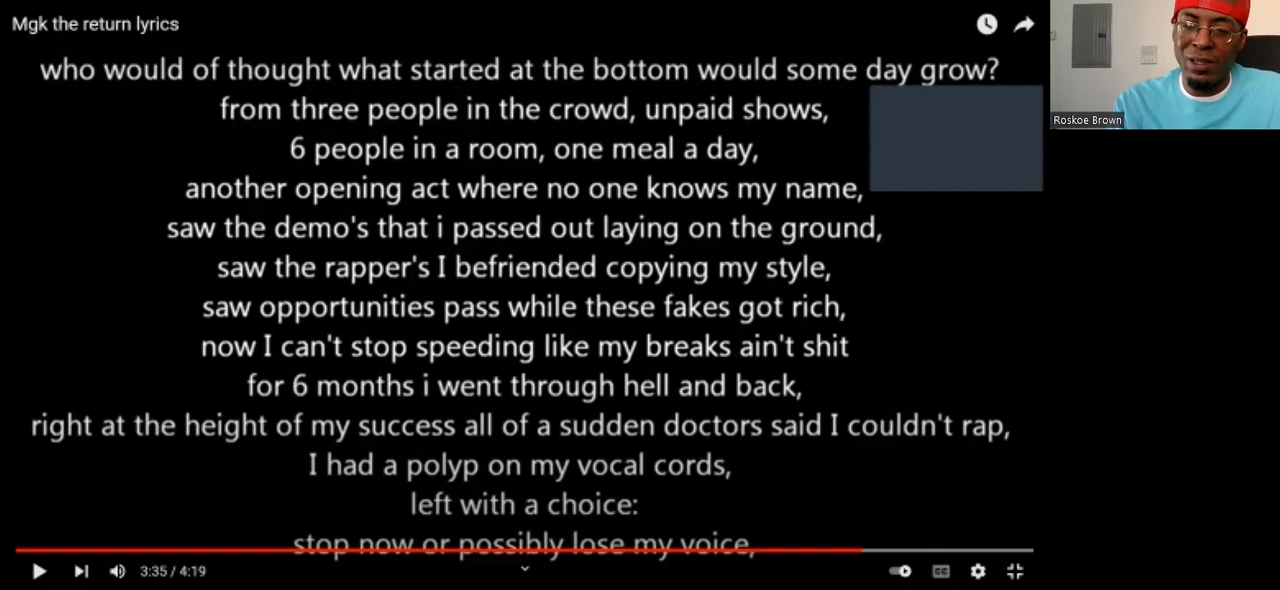 Mgk the return lyrics
who would of thought what started at the bottom would some day grow?
from three people in the crowd, unpaid shows,
6 people in a room, one meal a day,
another opening act where no one knows my name,
saw the demo's that i passed out laying on the ground,
saw the rapper's I befriended copying my style,
saw opportunities pass while these fakes got rich,
now I can't stop speeding like my breaks ain't shit
for 6 months i went through hell and back,
right at the height of my success all of a sudden doctors said I couldn't rap,
I had a polyp on my vocal cords,
left with a choice:
stop now or possibly lose my voice,
3:35 / 4:19
CC
Roskoe Brown